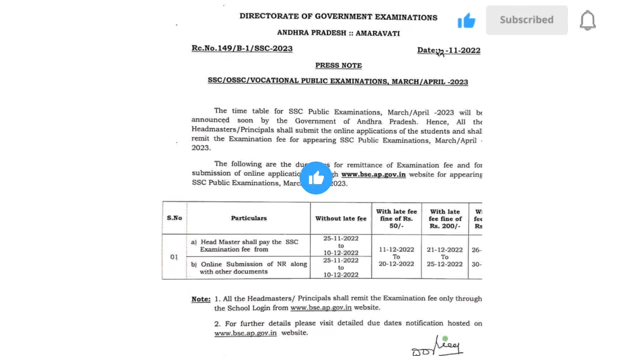 DIRECTORATE OF GOVERNMENT EXAMINATIONS
Subscribed
ANDHRA PRADESH :: AMARAVATI
Rc.No.149/B-1/SSC-2023 Date: -11-2022
PRESS NOTE
SSC/OSSC/VOCATIONAL PUBLIC EXAMINATIONS, MARCH/APRIL -2023
The time table for SSC Public Examinations, March/April -2023 will be
announced soon by the Government of Andhra Pradesh. Hence, All the
Headmasters/Principals shall submit the online applications of the students and shall
remit the Examination fee for appearing SSC Public Examinations, March/April -
2023.
The following are the due for remittance of Examination fee and for
submission of online www.bse.ap.gov.in website for appearing
SSC Public Examinations, 2023.
S.No Particulars Without late fee With late fee fine of Rs. 50/- With late fee fine of Rs. 200/- With fee fine of Rs
01 a) Head Master shall pay the SSC Examination fee from 25-11-2022 to 10-12-2022 11-12-2022 To 20-12-2022 21-12-2022 To 25-12-2022 26-
b) Online Submission of NR along with other documents 25-11-2022 to 10-12-2022 30-
Note: 1. All the Headmasters/ Principals shall remit the Examination fee only through
the School Login from www.bse.ap.gov.in website.
2. For further details please visit detailed due dates notification hosted on
www.bse.ap.gov.in website.